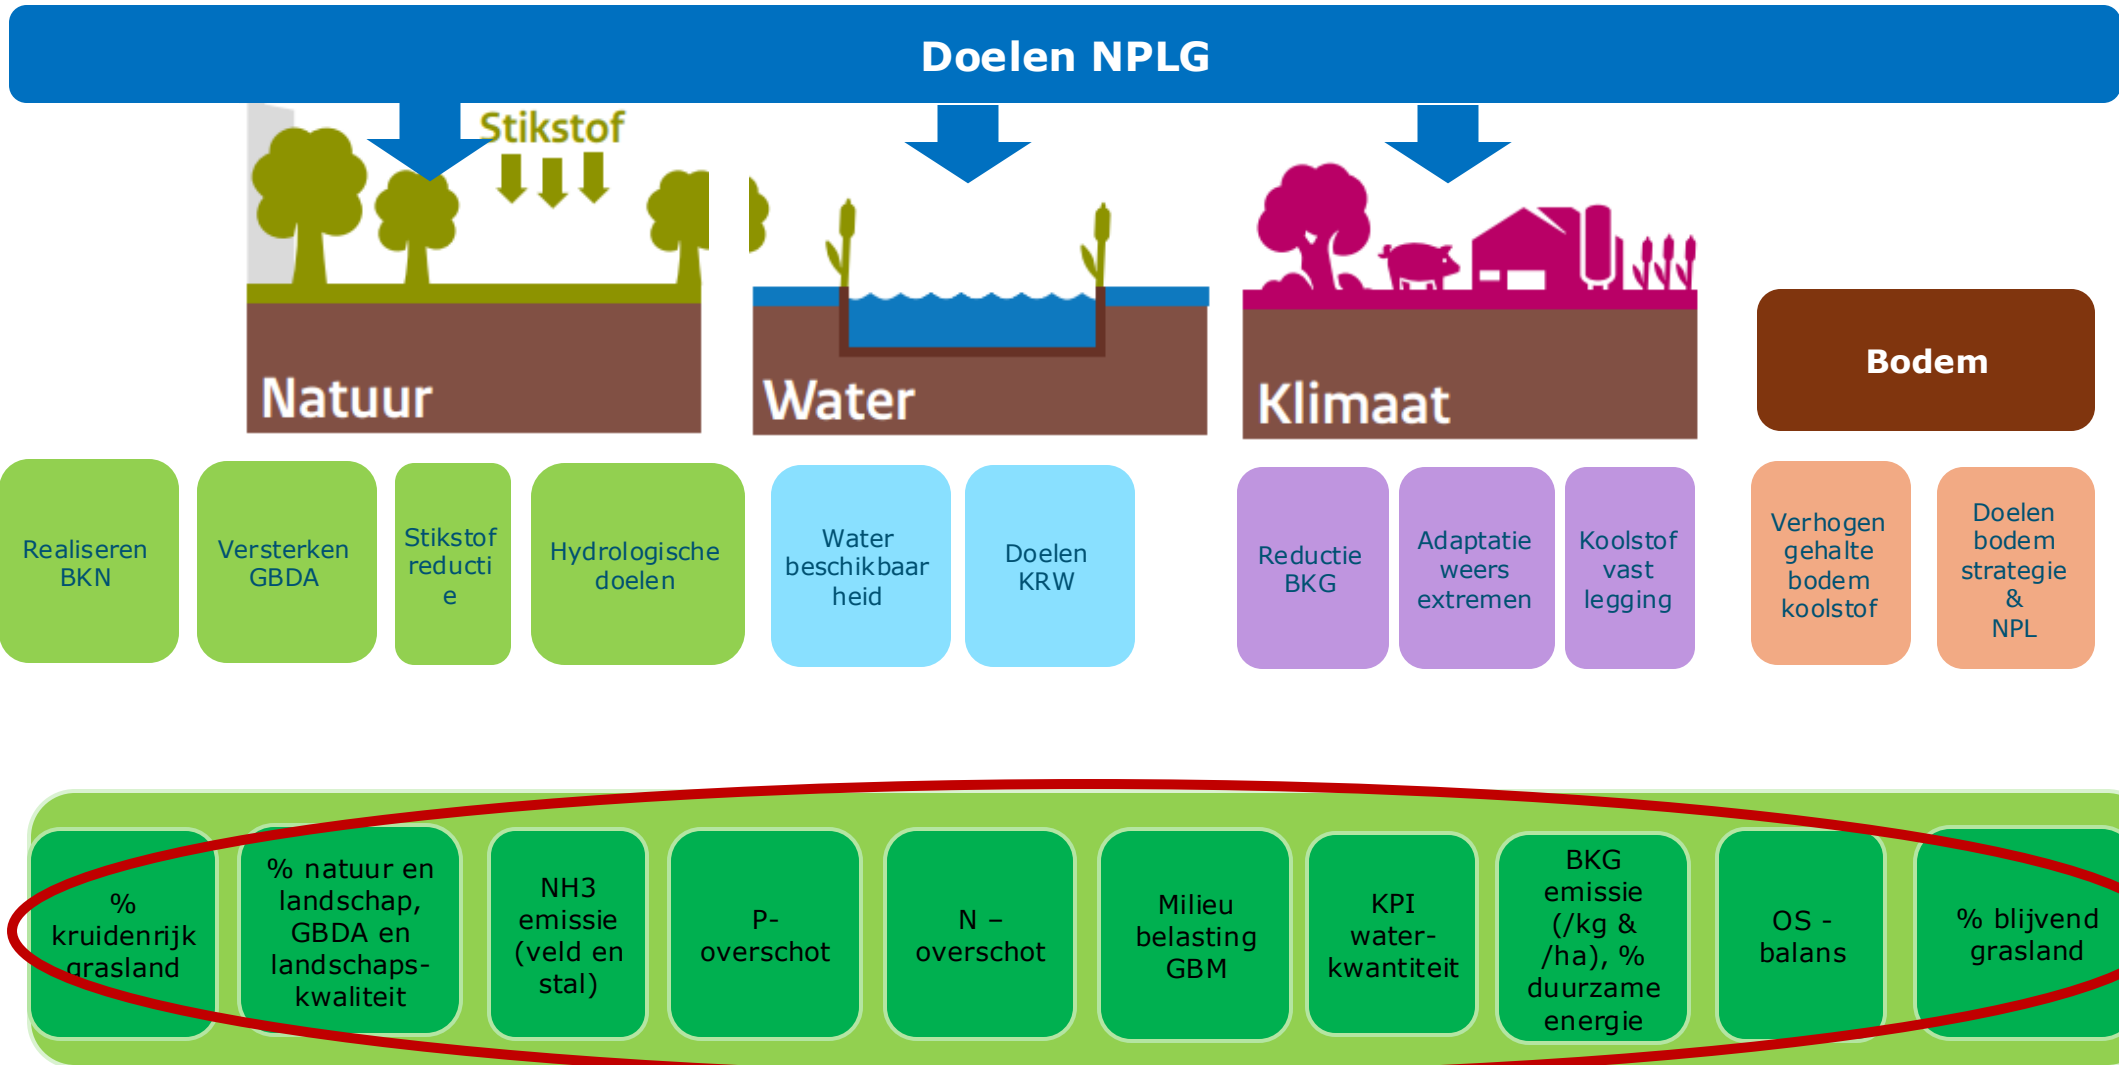 Doelen NPLG
Stikstof
Natuur
Water
Klimaat
Bodem
Realiseren
BKN
Versterken
GBDA
Stikstof
reducti
e
Hydrologische
doelen
Water
beschikbaar
heid
Doelen
KRW
Reductie
BKG
Adaptatie
weers
extremen
Koolstof
vast
legging
Verhogen
gehalte
bodem
koolstof
Doelen
bodem
strategie
&
NPL
%
kruidenrijk
grasland
% natuur en
landschap,
GBDA en
landschaps-
kwaliteit
NH3
emissie
(veld en
stal)
P-
overschot
N –
overschot
Milieu
belasting
GBM
KPI
water-
kwantiteit
BKG
emissie
(/kg &
/ha), %
duurzame
energie
OS -
balans
% blijvend
grasland